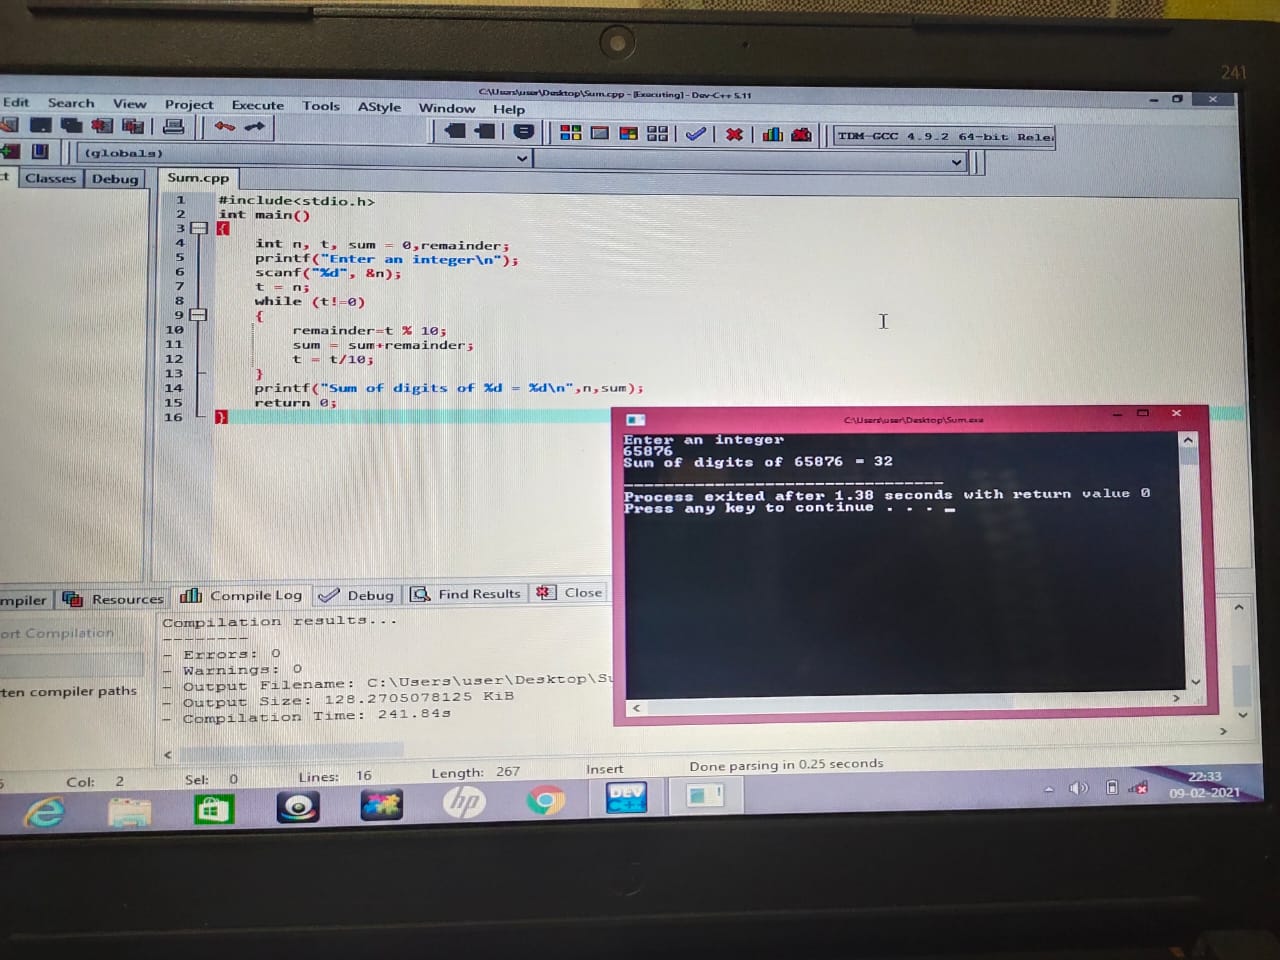 241
C:\Users\user\Desktop\Sum.cpp - [Executing] - Dev-C++ 5.11
Edit Search View Project Execute Tools AStyle Window Help
TDM-GCC 4.9.2 64-bit
(globals)
Classes Debug Sum.cpp
1 #include<stdio.h>
2 int main()
3 {
4 int n, t, sum = 0,remainder;
5 printf("Enter an integer\n");
6 scanf("%d", &n);
7 t = n;
8 while (t!=0)
9 {
10 remainder=t % 10;
11 sum = sum+remainder;
12 t = t/10;
13 }
14 printf("Sum of digits of %d = %d\n",n,sum);
15 return 0;
16 }
C:\Users\user\Desktop\Sum.exe
Enter an integer
65876
Sum of digits of 65876 = 32
--------------------------------
Process exited after 1.38 seconds with return value 0
Press any key to continue . . . _
Resources Compile Log Debug Find Results Close
Compilation results...
--------
- Errors: 0
- Warnings: 0
- Output Filename: C:\Users\user\Desktop\Su
- Output Size: 128.2705078125 KiB
- Compilation Time: 241.84s
Compilation
compiler paths
Col: 2 Sel: 0 Lines: 16 Length: 267 Insert Done parsing in 0.25 seconds
hp
DEV
C++
22:33
09-02-2021